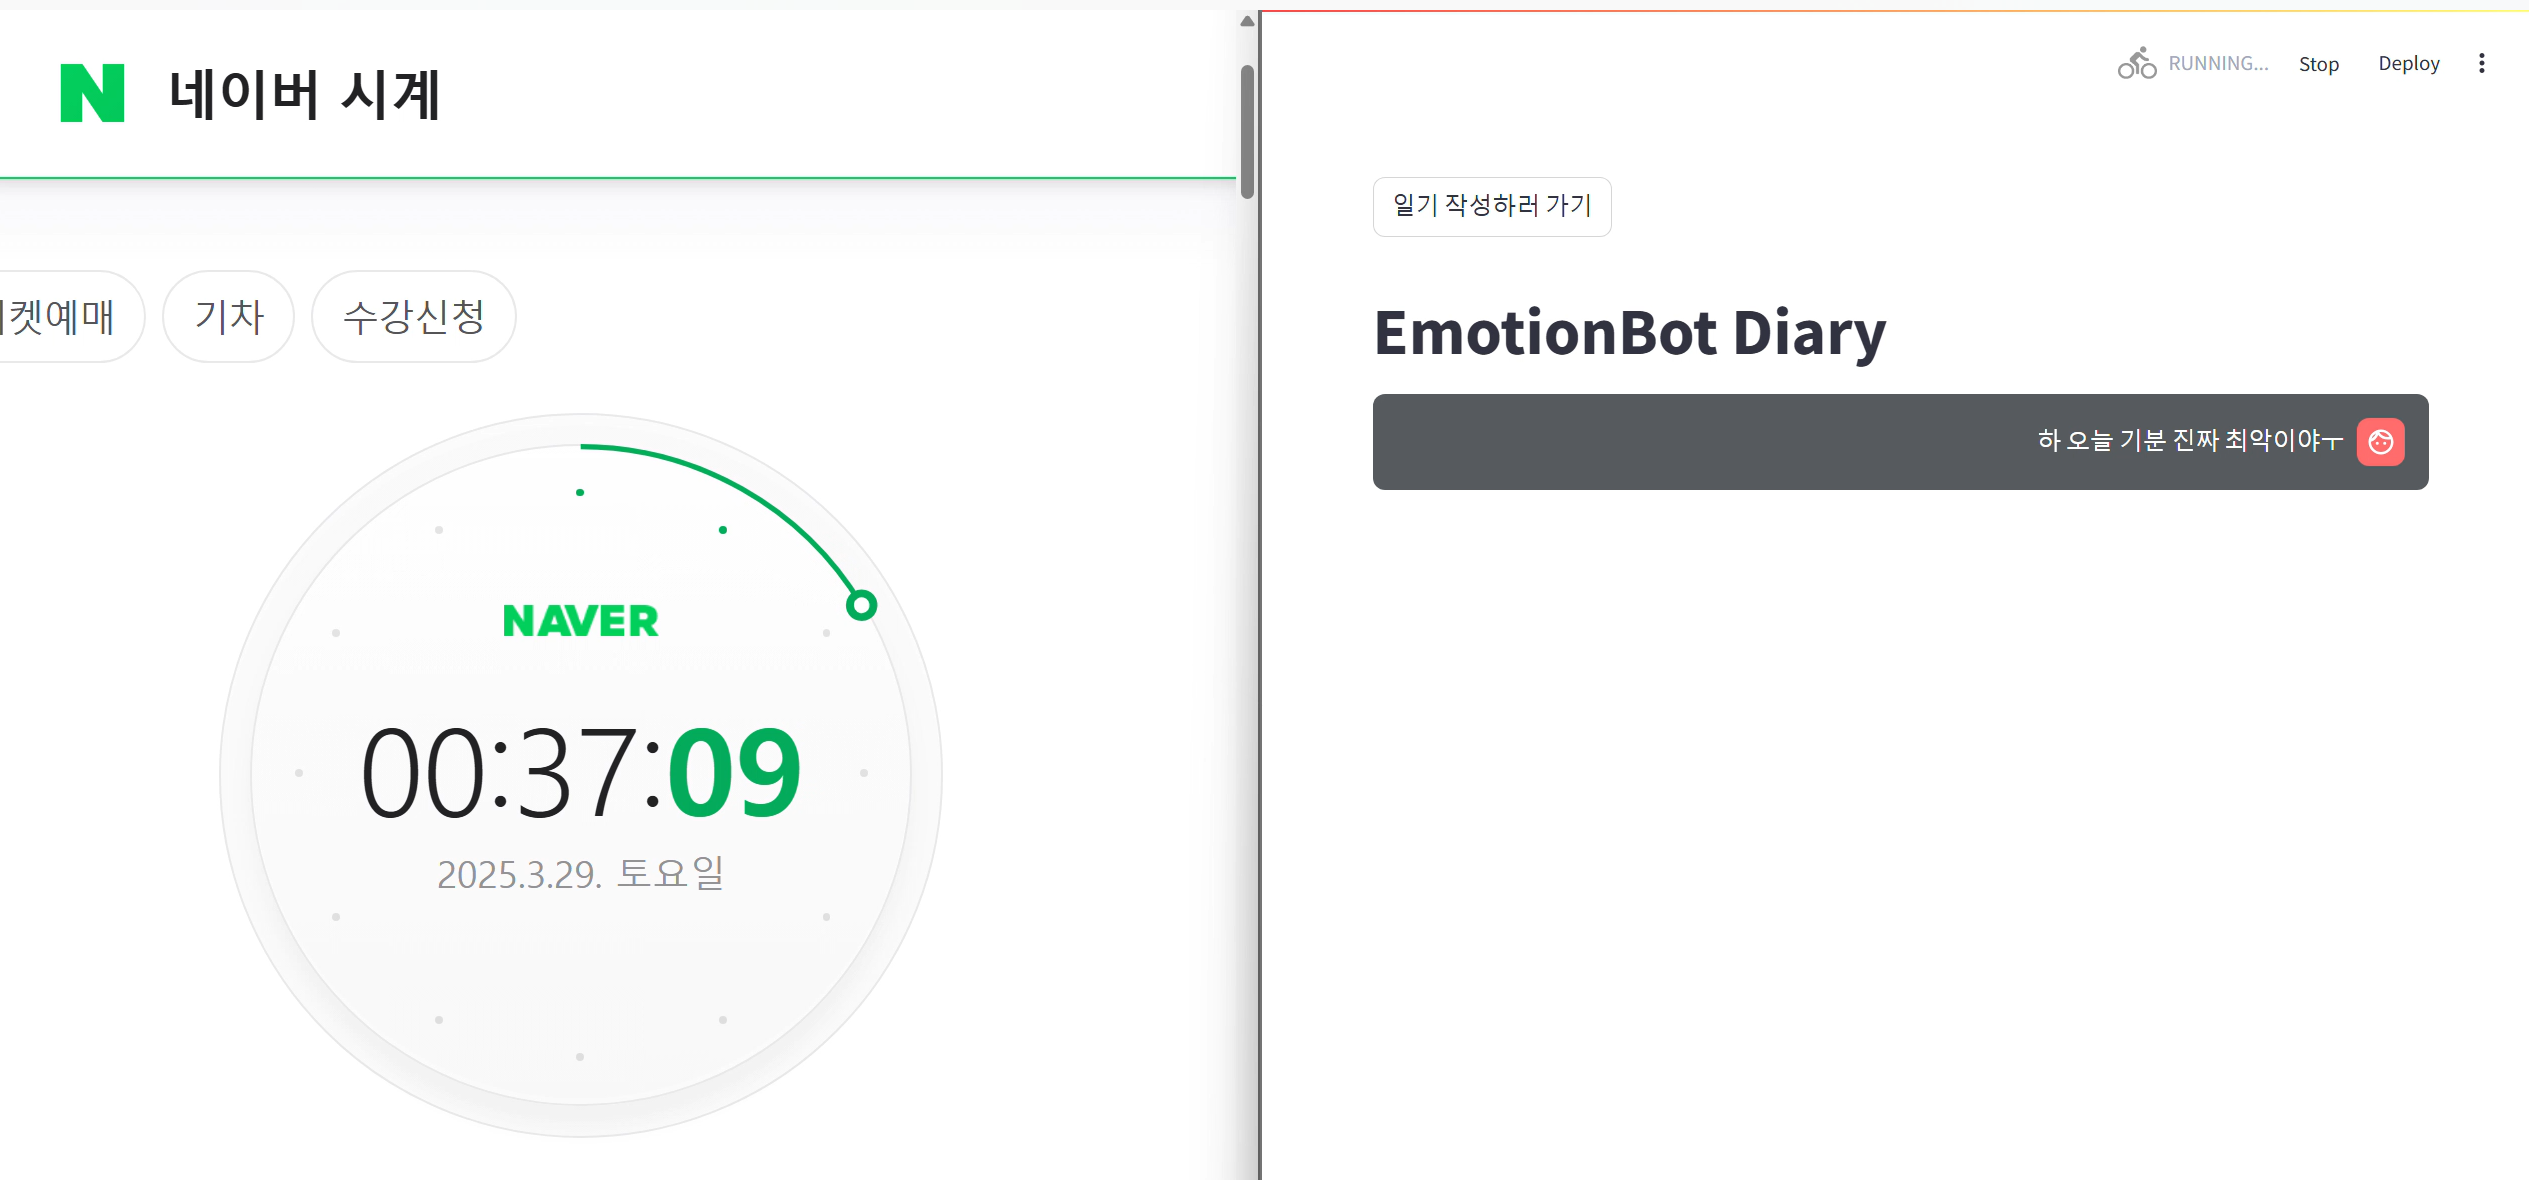 네이버 시계
켓예매
기차
수강신청
NAVER
00:37:09
2025.3.29. 토요일
RUNNING...
Stop
Deploy
일기 작성하러 가기
EmotionBot Diary
하 오늘 기분 진짜 최악이야ㅜ